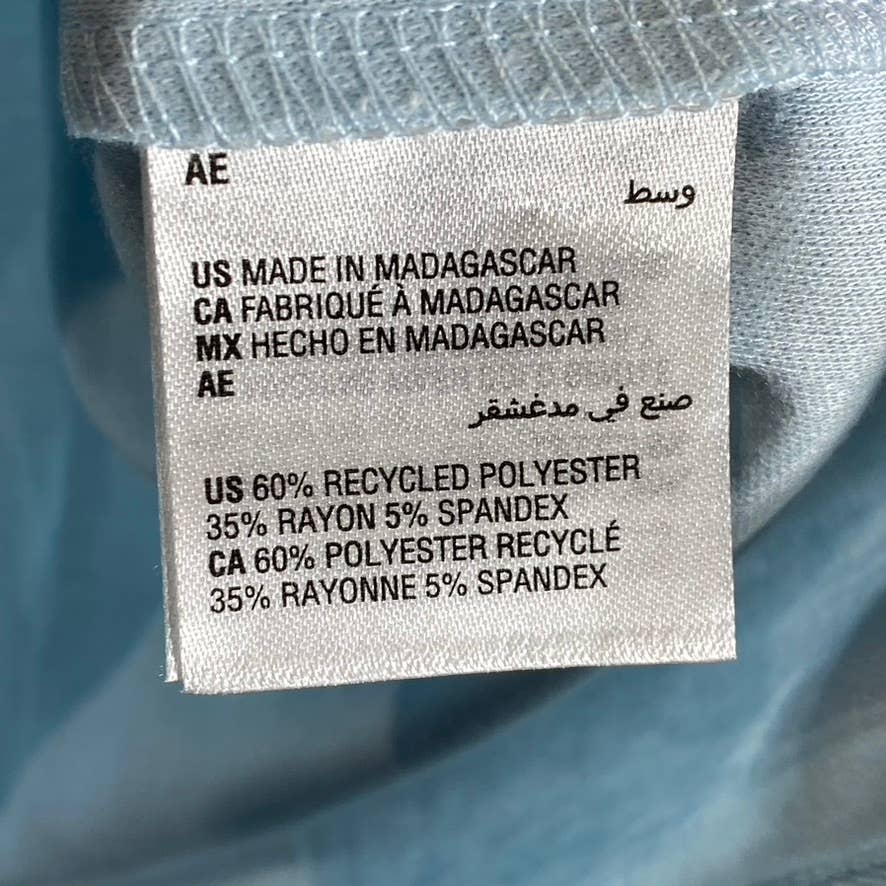 AE
وسط
US MADE IN MADAGASCAR
CA FABRIQUÉ À MADAGASCAR
MX HECHO EN MADAGASCAR
AE
صنع في مدغشقر
US 60% RECYCLED POLYESTER
35% RAYON 5% SPANDEX
CA 60% POLYESTER RECYCLÉ
35% RAYONNE 5% SPANDEX